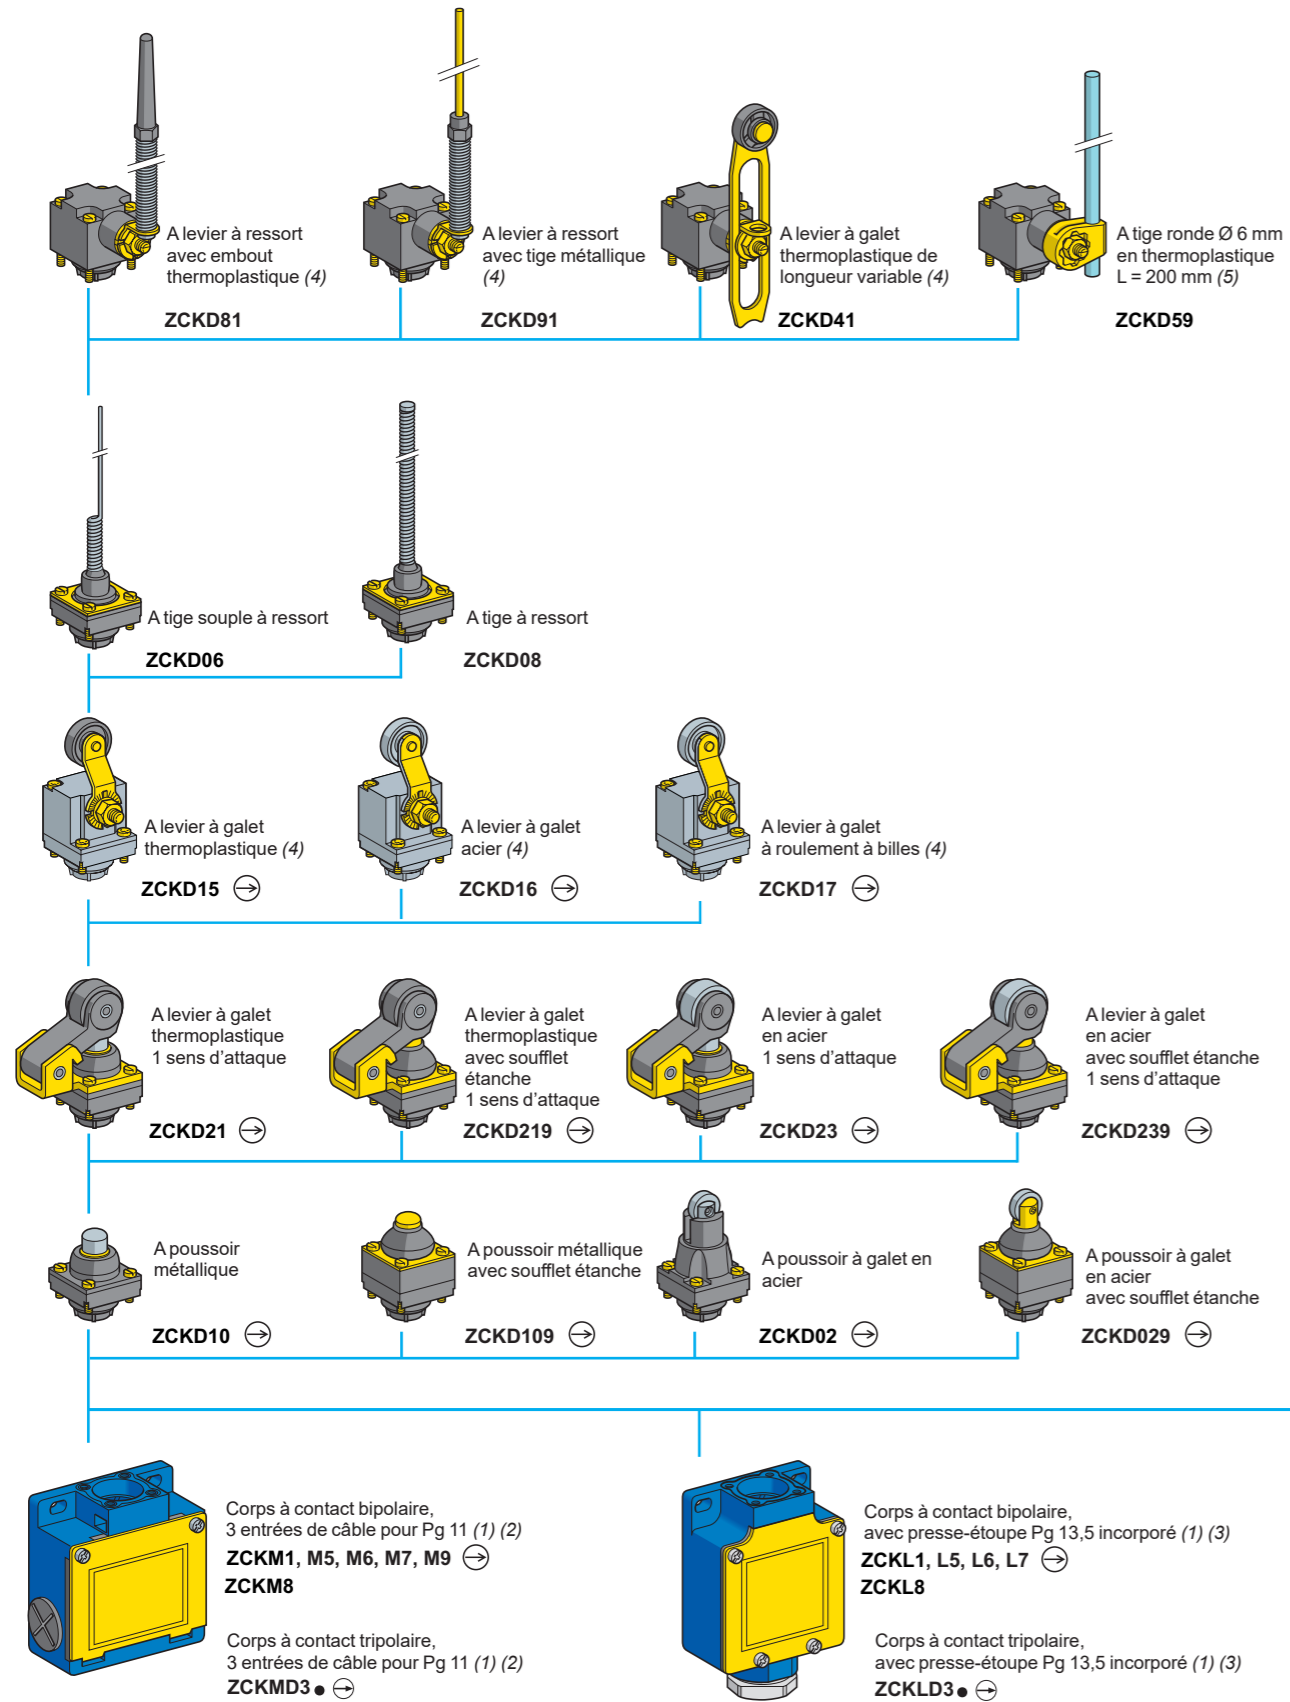 A levier à ressort
avec embout
thermoplastique (4)
ZCKD81
A levier à ressort
avec tige métallique
(4)
ZCKD91
A levier à galet
thermoplastique de
longueur variable (4)
ZCKD41
A tige ronde Ø 6 mm
en thermoplastique
L = 200 mm (5)
ZCKD59
A tige souple à ressort
ZCKD06
A tige à ressort
ZCKD08
A levier à galet
thermoplastique (4)
ZCKD15
A levier à galet
acier (4)
ZCKD16
A levier à galet
à roulement à billes (4)
ZCKD17
A levier à galet
thermoplastique
1 sens d'attaque
ZCKD21
A levier à galet
thermoplastique
avec soufflet
étanche
1 sens d'attaque
ZCKD219
A levier à galet
en acier
1 sens d'attaque
ZCKD23
A levier à galet
en acier
avec soufflet étanche
1 sens d'attaque
ZCKD239
A poussoir
métallique
ZCKD10
A poussoir métallique
avec soufflet étanche
ZCKD109
A poussoir à galet en
acier
ZCKD02
A poussoir à galet
en acier
avec soufflet étanche
ZCKD029
Corps à contact bipolaire,
3 entrées de câble pour Pg 11 (1) (2)
ZCKM1, M5, M6, M7, M9
ZCKM8
Corps à contact tripolaire,
3 entrées de câble pour Pg 11 (1) (2)
ZCKMD3●
Corps à contact bipolaire,
avec presse-étoupe Pg 13,5 incorporé (1) (3)
ZCKL1, L5, L6, L7
ZCKL8
Corps à contact tripolaire,
avec presse-étoupe Pg 13,5 incorporé (1) (3)
ZCKLD3●